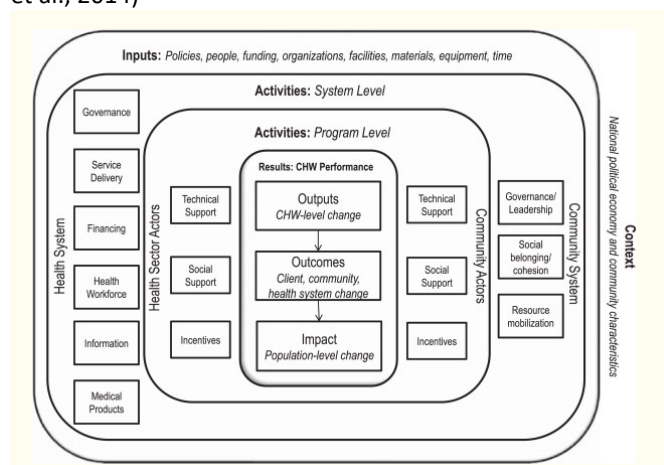 et al., 2014)
Inputs: Policies, people, funding, organizations, facilities, materials, equipment, time
Activities: System Level
Activities: Program Level
Results: CHW Performance
Health System
Governance
Service
Delivery
Financing
Health
Workforce
Information
Medical
Products
Health Sector Actors
Technical
Support
Social
Support
Incentives
Outputs
CHW-level change
Outcomes
Client, community,
health system change
Impact
Population-level change
Technical
Support
Social
Support
Incentives
Community Actors
Governance/
Leadership
Social
belonging/
cohesion
Resource
mobilization
Community System
National political economy and community characteristics
Context